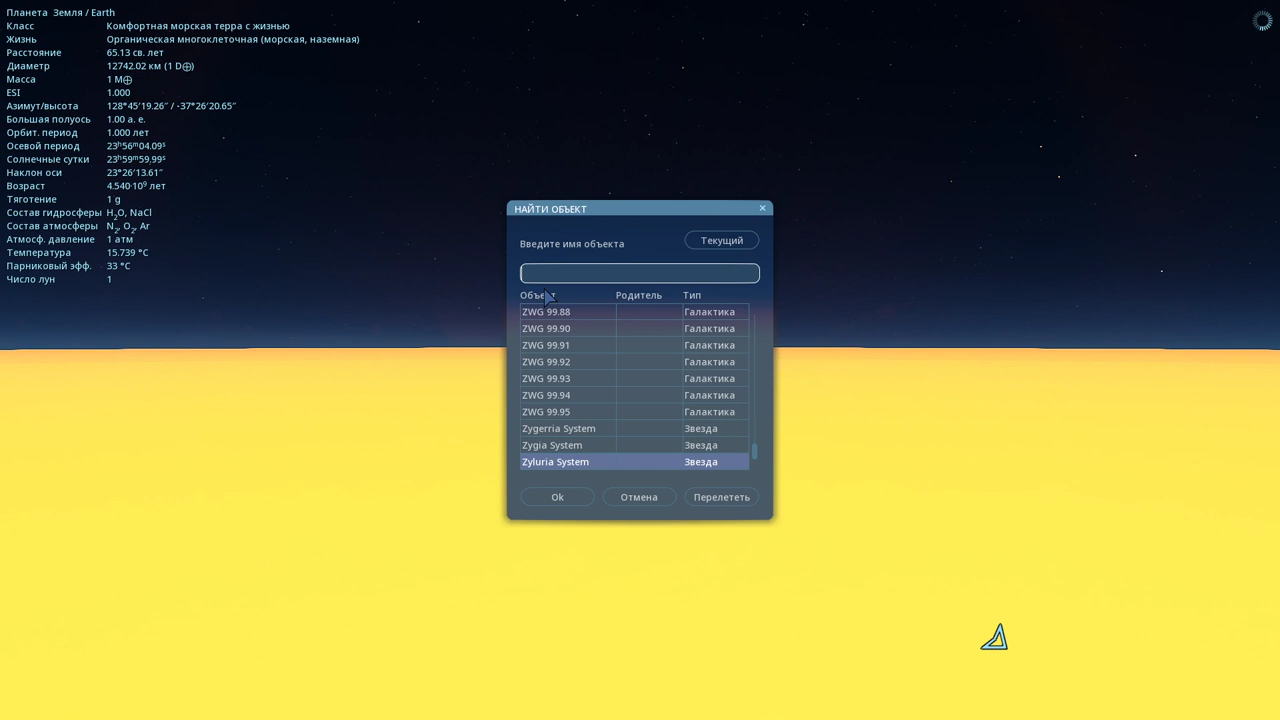 Планета Земля / Earth
Класс Комфортная морская терра с жизнью
Жизнь Органическая многоклеточная (морская, наземная)
Расстояние 65.13 св. лет
Диаметр 12742.02 км (1 D⊕)
Масса 1 M⊕
ESI 1.000
Азимут/высота 128°45′19.26″ / -37°26′20.65″
Большая полуось 1.00 а. е.
Орбит. период 1.000 лет
Осевой период 23ʰ56ᵐ04.09ˢ
Солнечные сутки 23ʰ59ᵐ59.99ˢ
Наклон оси 23°26′13.61″
Возраст 4.540·10⁹ лет
Тяготение 1 g
Состав гидросферы H₂O, NaCl
Состав атмосферы N₂, O₂, Ar
Атмосф. давление 1 атм
Температура 15.739 °C
Парниковый эфф. 33 °C
Число лун 1
НАЙТИ ОБЪЕКТ ×
Введите имя объекта Текущий
Объект Родитель Тип
ZWG 99.88 Галактика
ZWG 99.90 Галактика
ZWG 99.91 Галактика
ZWG 99.92 Галактика
ZWG 99.93 Галактика
ZWG 99.94 Галактика
ZWG 99.95 Галактика
Zygerria System Звезда
Zygia System Звезда
Zyluria System Звезда
Ok Отмена Перелететь